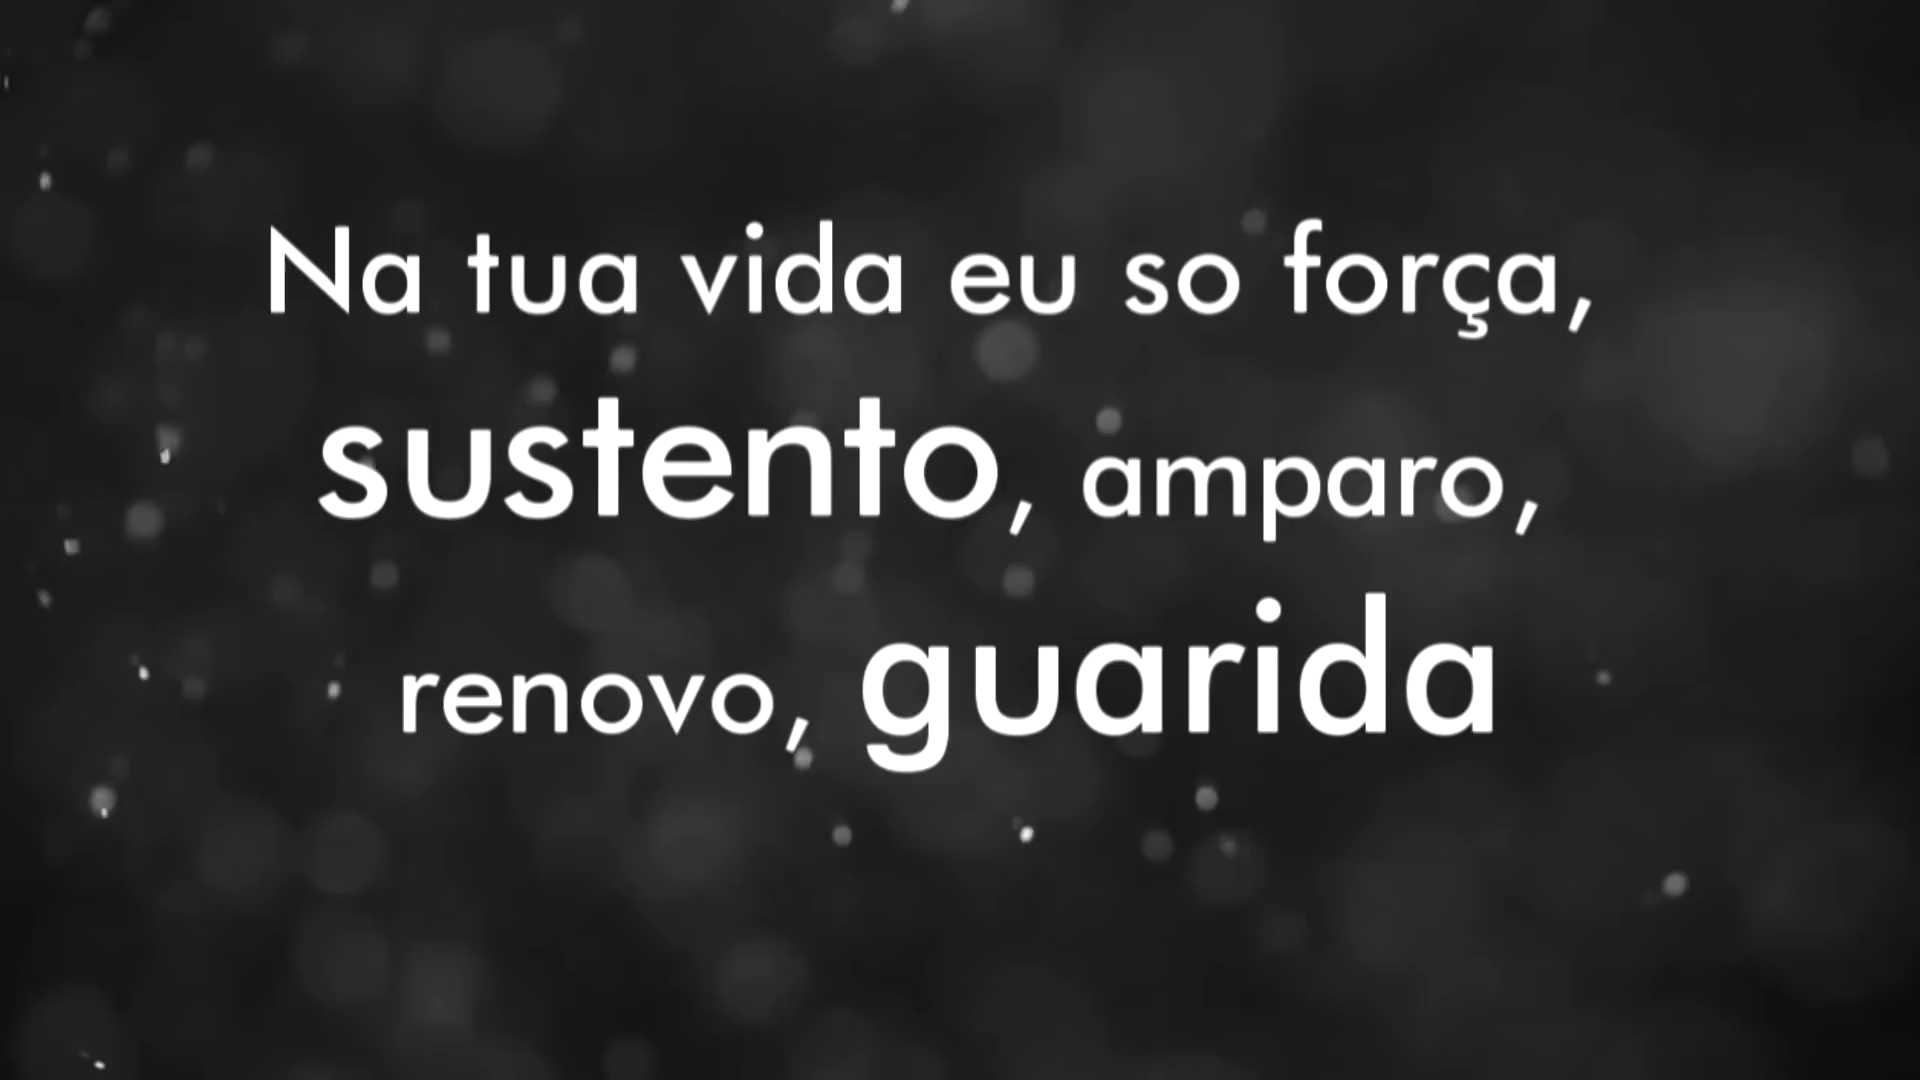 Na tua vida eu so força,
sustento, amparo,
renovo, guarida